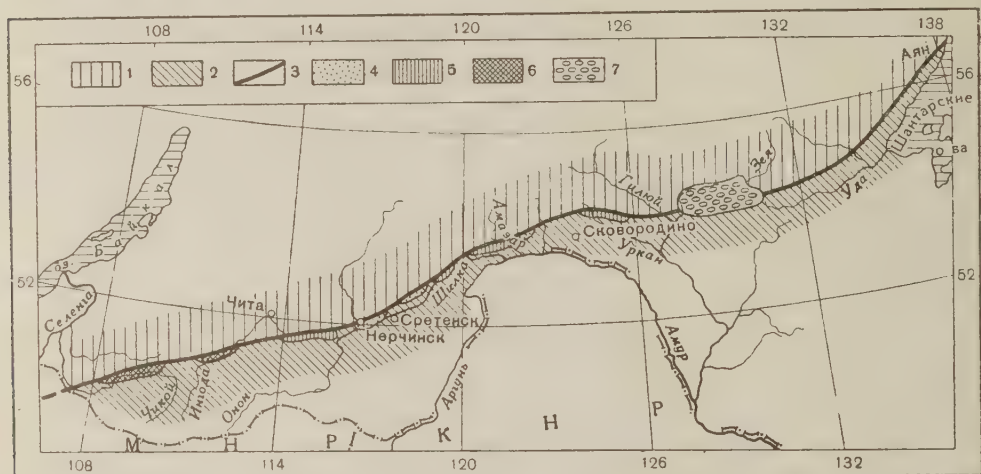 108 114 120 126 132 138
1 2 3 4 5 6 7
56 56
Аян
Шантарские
о ва
оз. Байкал
Зея
Гилюй
Уда
Амазар
Сковородино
Уркан
52 52
Шилка
Селенга
Чита
Сретенск
Нерчинск
Амур
Чикой
Ингода
Онон
Аргунь
М Н Р К Н Р
108 114 120 126 132